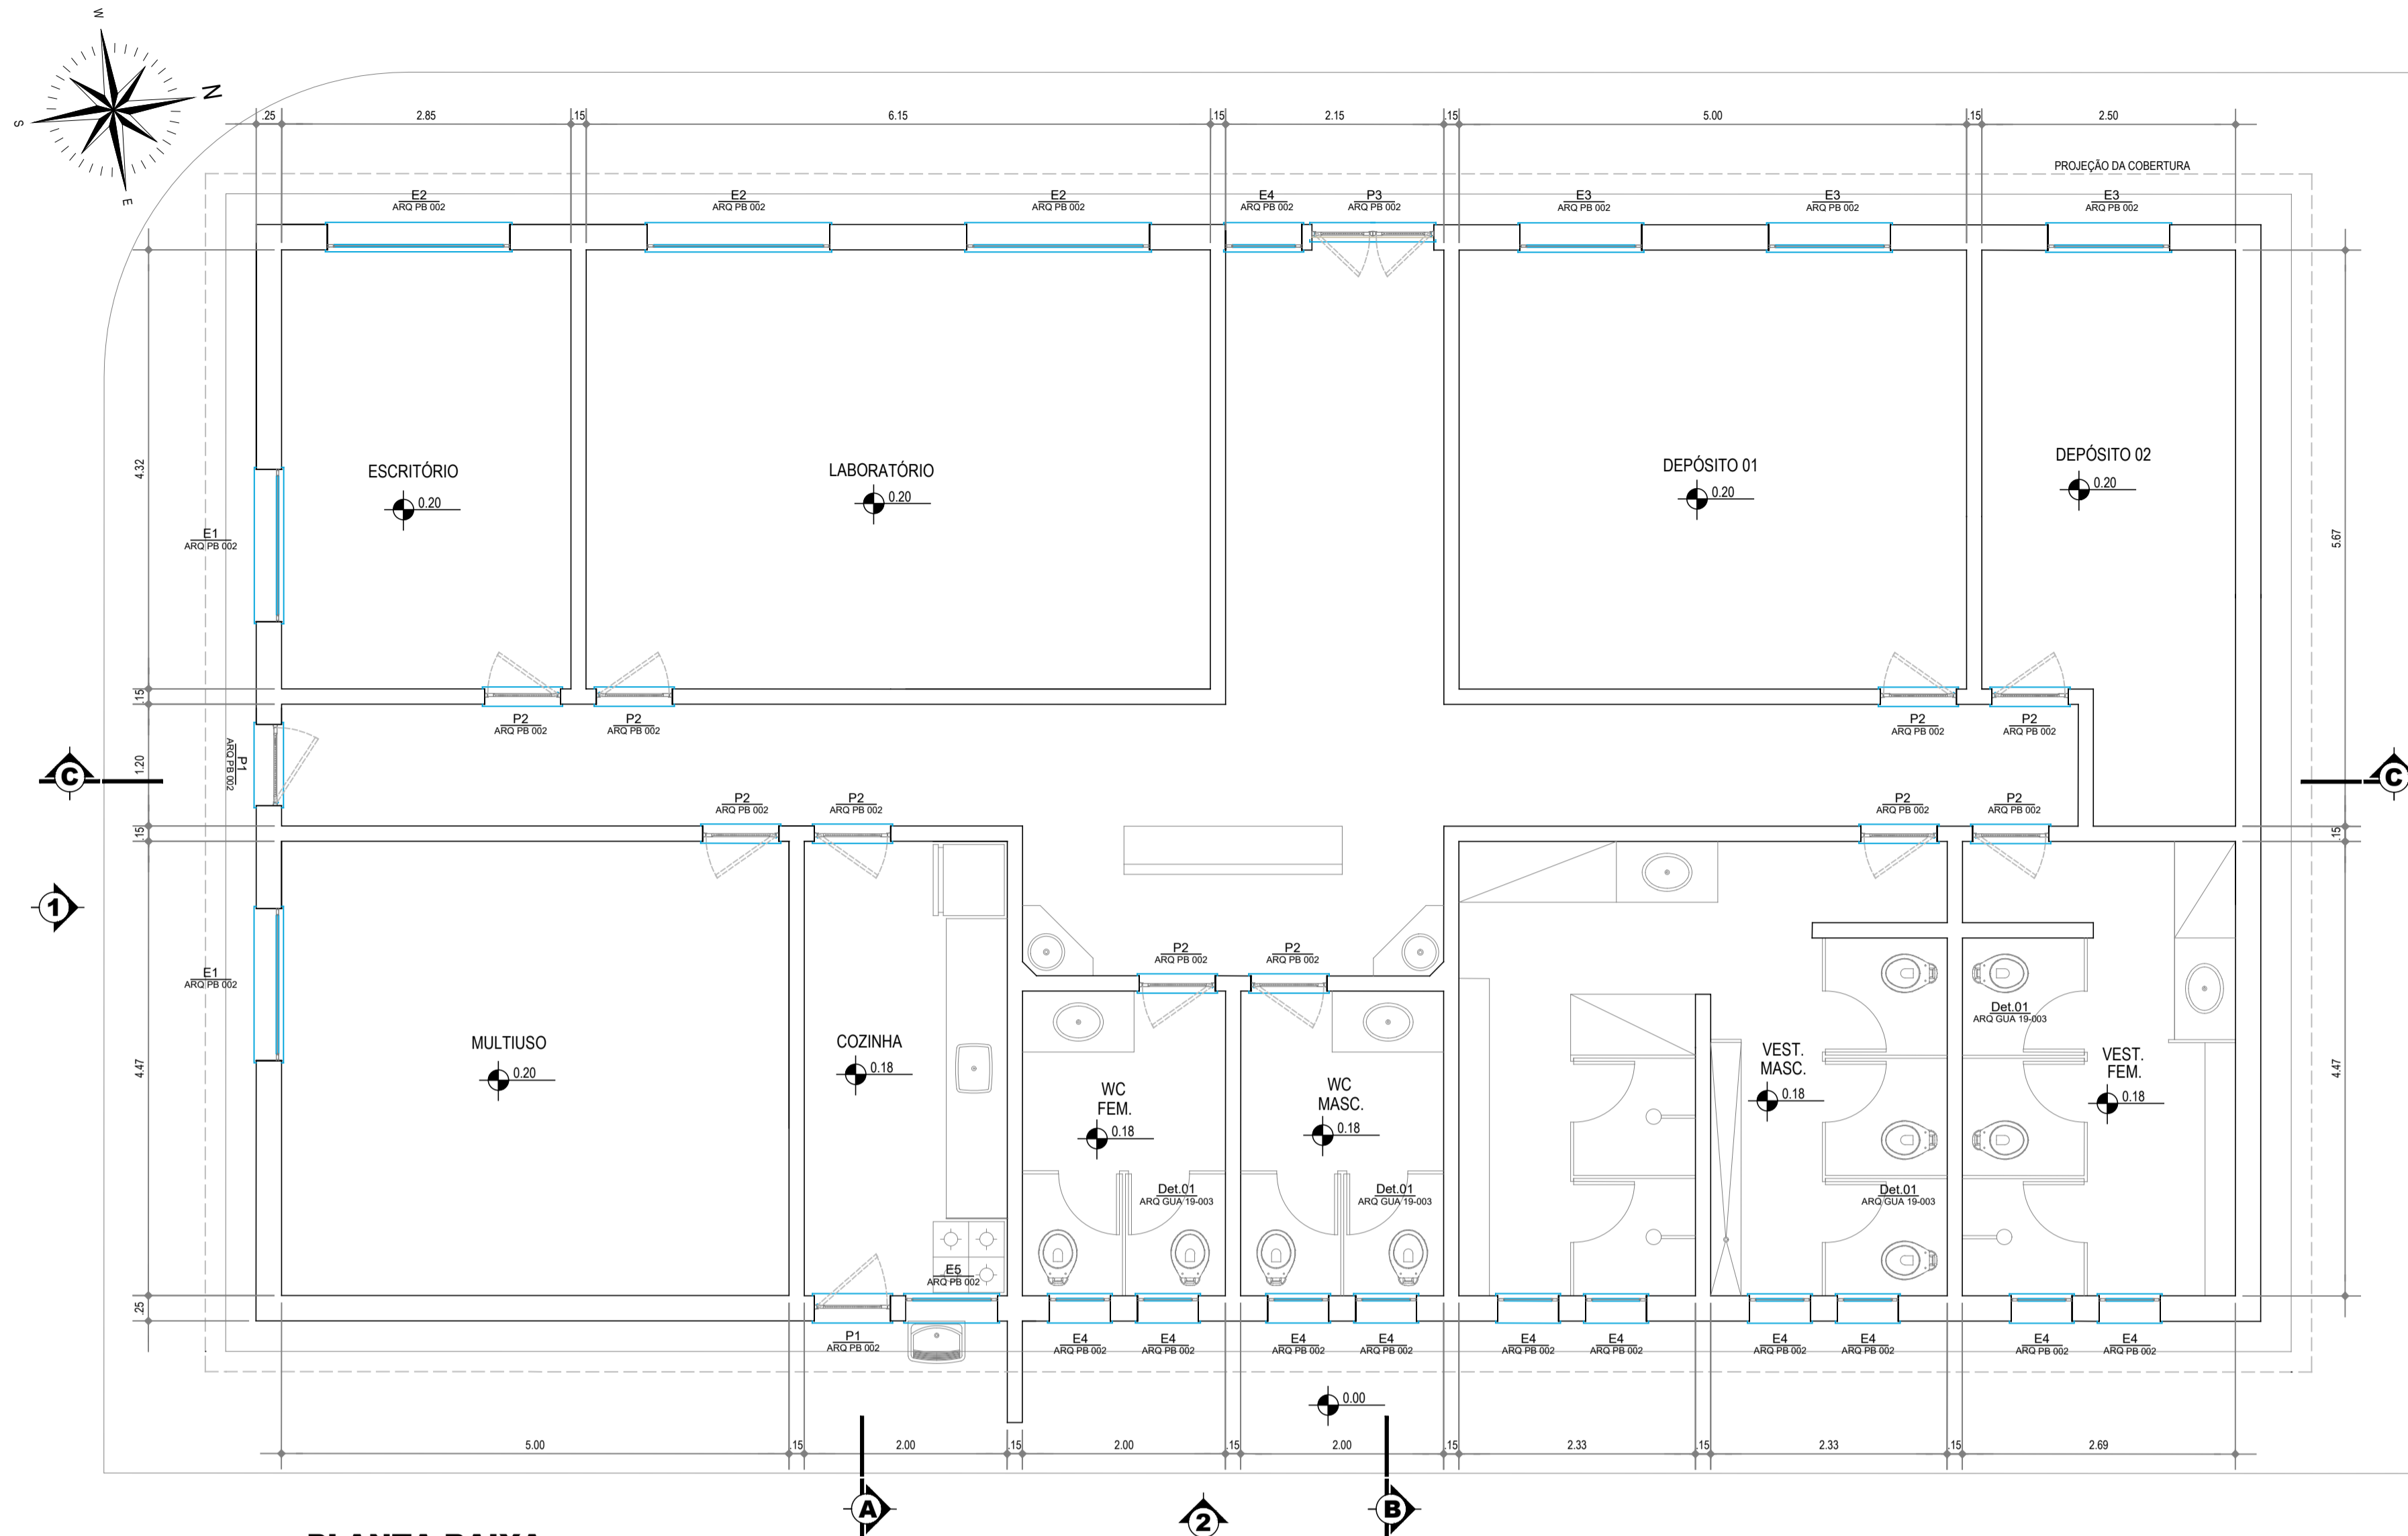 W
N
S
E
.25
2.85
.15
6.15
.15
2.15
.15
5.00
.15
2.50
PROJEÇÃO DA COBERTURA
E2
ARQ PB 002
E2
ARQ PB 002
E2
ARQ PB 002
E4
ARQ PB 002
P3
ARQ PB 002
E3
ARQ PB 002
E3
ARQ PB 002
E3
ARQ PB 002
4.32
ESCRITÓRIO
0.20
LABORATÓRIO
0.20
DEPÓSITO 01
0.20
DEPÓSITO 02
0.20
E1
ARQ PB 002
5.67
.15
P2
ARQ PB 002
P2
ARQ PB 002
P2
ARQ PB 002
P2
ARQ PB 002
P1
ARQ PB 002
C
1.20
C
P2
ARQ PB 002
P2
ARQ PB 002
P2
ARQ PB 002
P2
ARQ PB 002
.15
.15
1
E1
ARQ PB 002
P2
ARQ PB 002
P2
ARQ PB 002
Det.01
ARQ GUA 19-003
4.47
MULTIUSO
0.20
COZINHA
0.18
WC
FEM.
0.18
WC
MASC.
0.18
VEST.
MASC.
0.18
VEST.
FEM.
0.18
4.47
Det.01
ARQ GUA 19-003
Det.01
ARQ GUA 19-003
Det.01
ARQ GUA 19-003
E5
ARQ PB 002
.25
P1
ARQ PB 002
E4
ARQ PB 002
E4
ARQ PB 002
E4
ARQ PB 002
E4
ARQ PB 002
E4
ARQ PB 002
E4
ARQ PB 002
E4
ARQ PB 002
E4
ARQ PB 002
E4
ARQ PB 002
E4
ARQ PB 002
0.00
5.00
.15
2.00
.15
2.00
.15
2.00
.15
2.33
.15
2.33
.15
2.69
A
2
B
PLANTA BAIXA